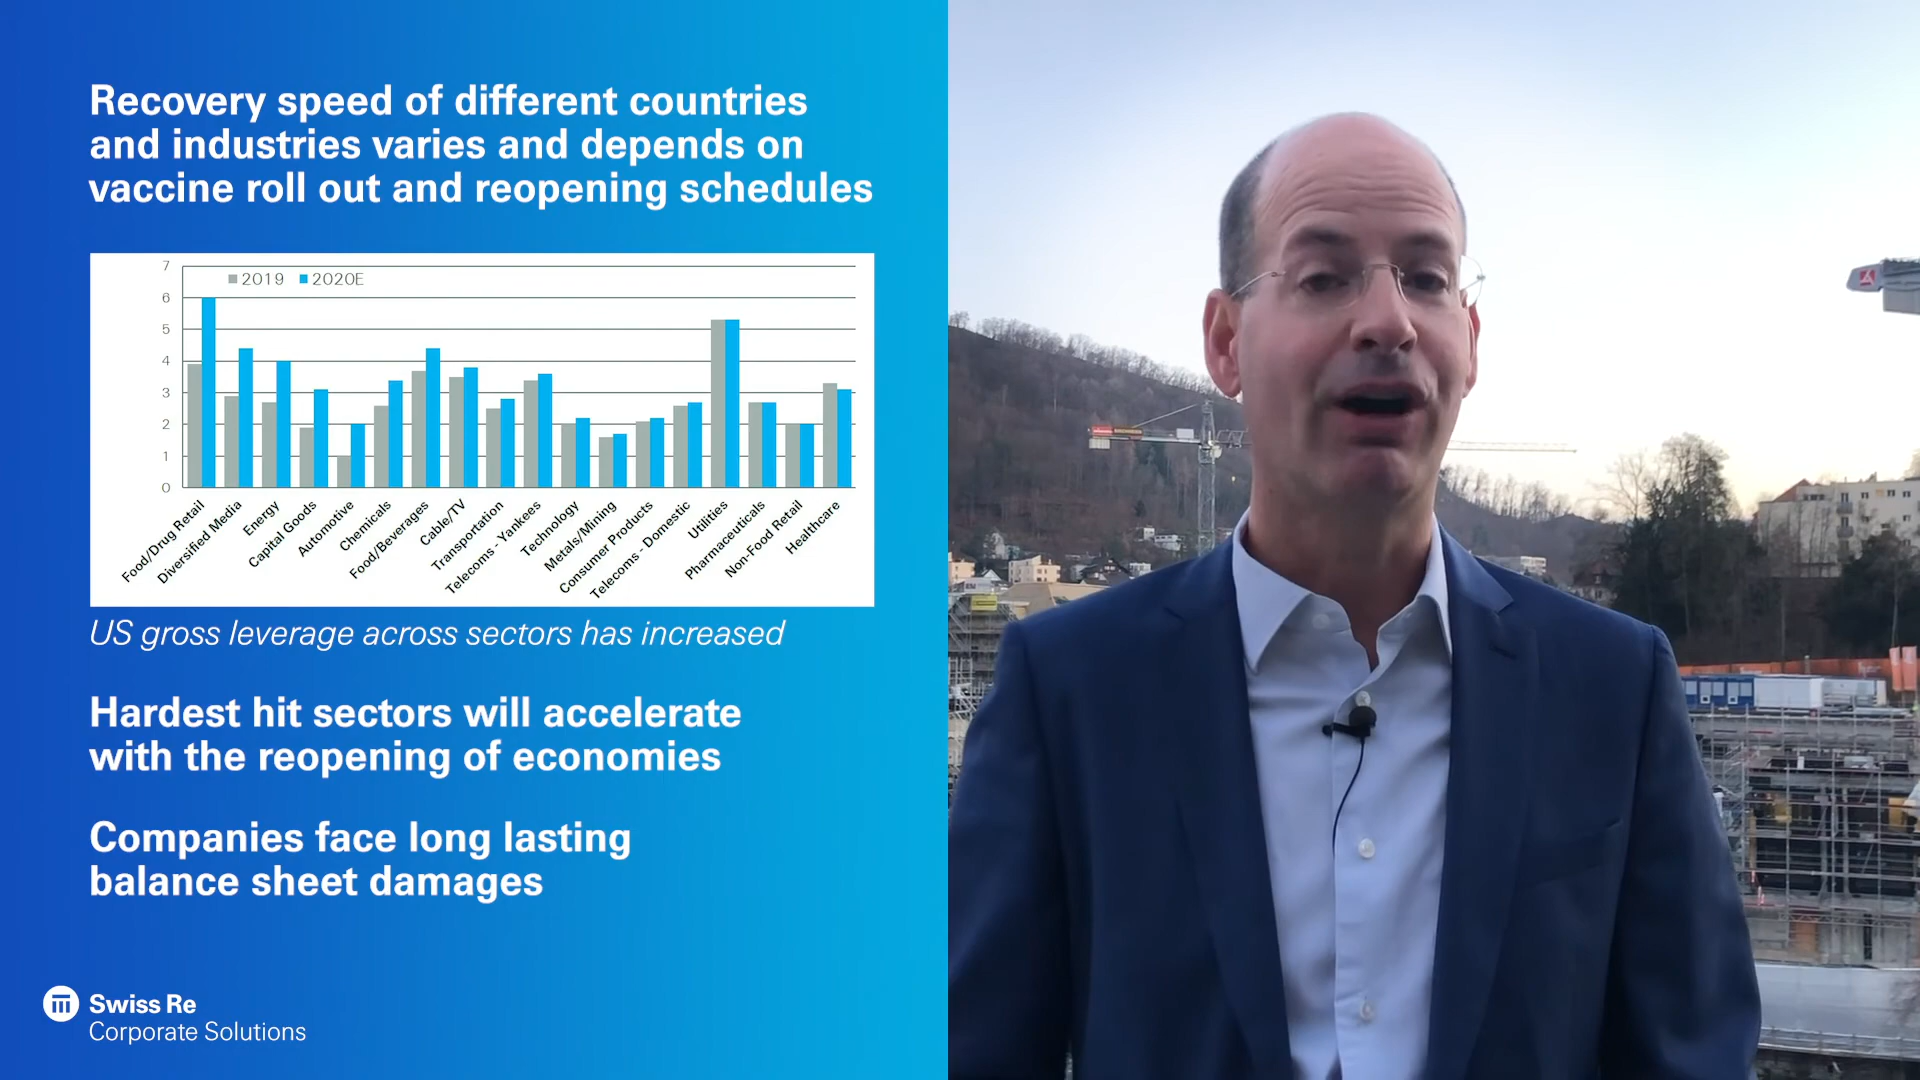 Recovery speed of different countries
and industries varies and depends on
vaccine roll out and reopening schedules
2019 2020E
7
6
5
4
3
2
1
0
Food/Drug Retail
Diversified Media
Energy
Capital Goods
Automotive
Chemicals
Food/Beverages
Cable/TV
Transportation
Telecoms - Yankees
Technology
Metals/Mining
Consumer Products
Telecoms - Domestic
Utilities
Pharmaceuticals
Non-Food Retail
Healthcare
US gross leverage across sectors has increased
Hardest hit sectors will accelerate
with the reopening of economies
Companies face long lasting
balance sheet damages
Swiss Re
Corporate Solutions